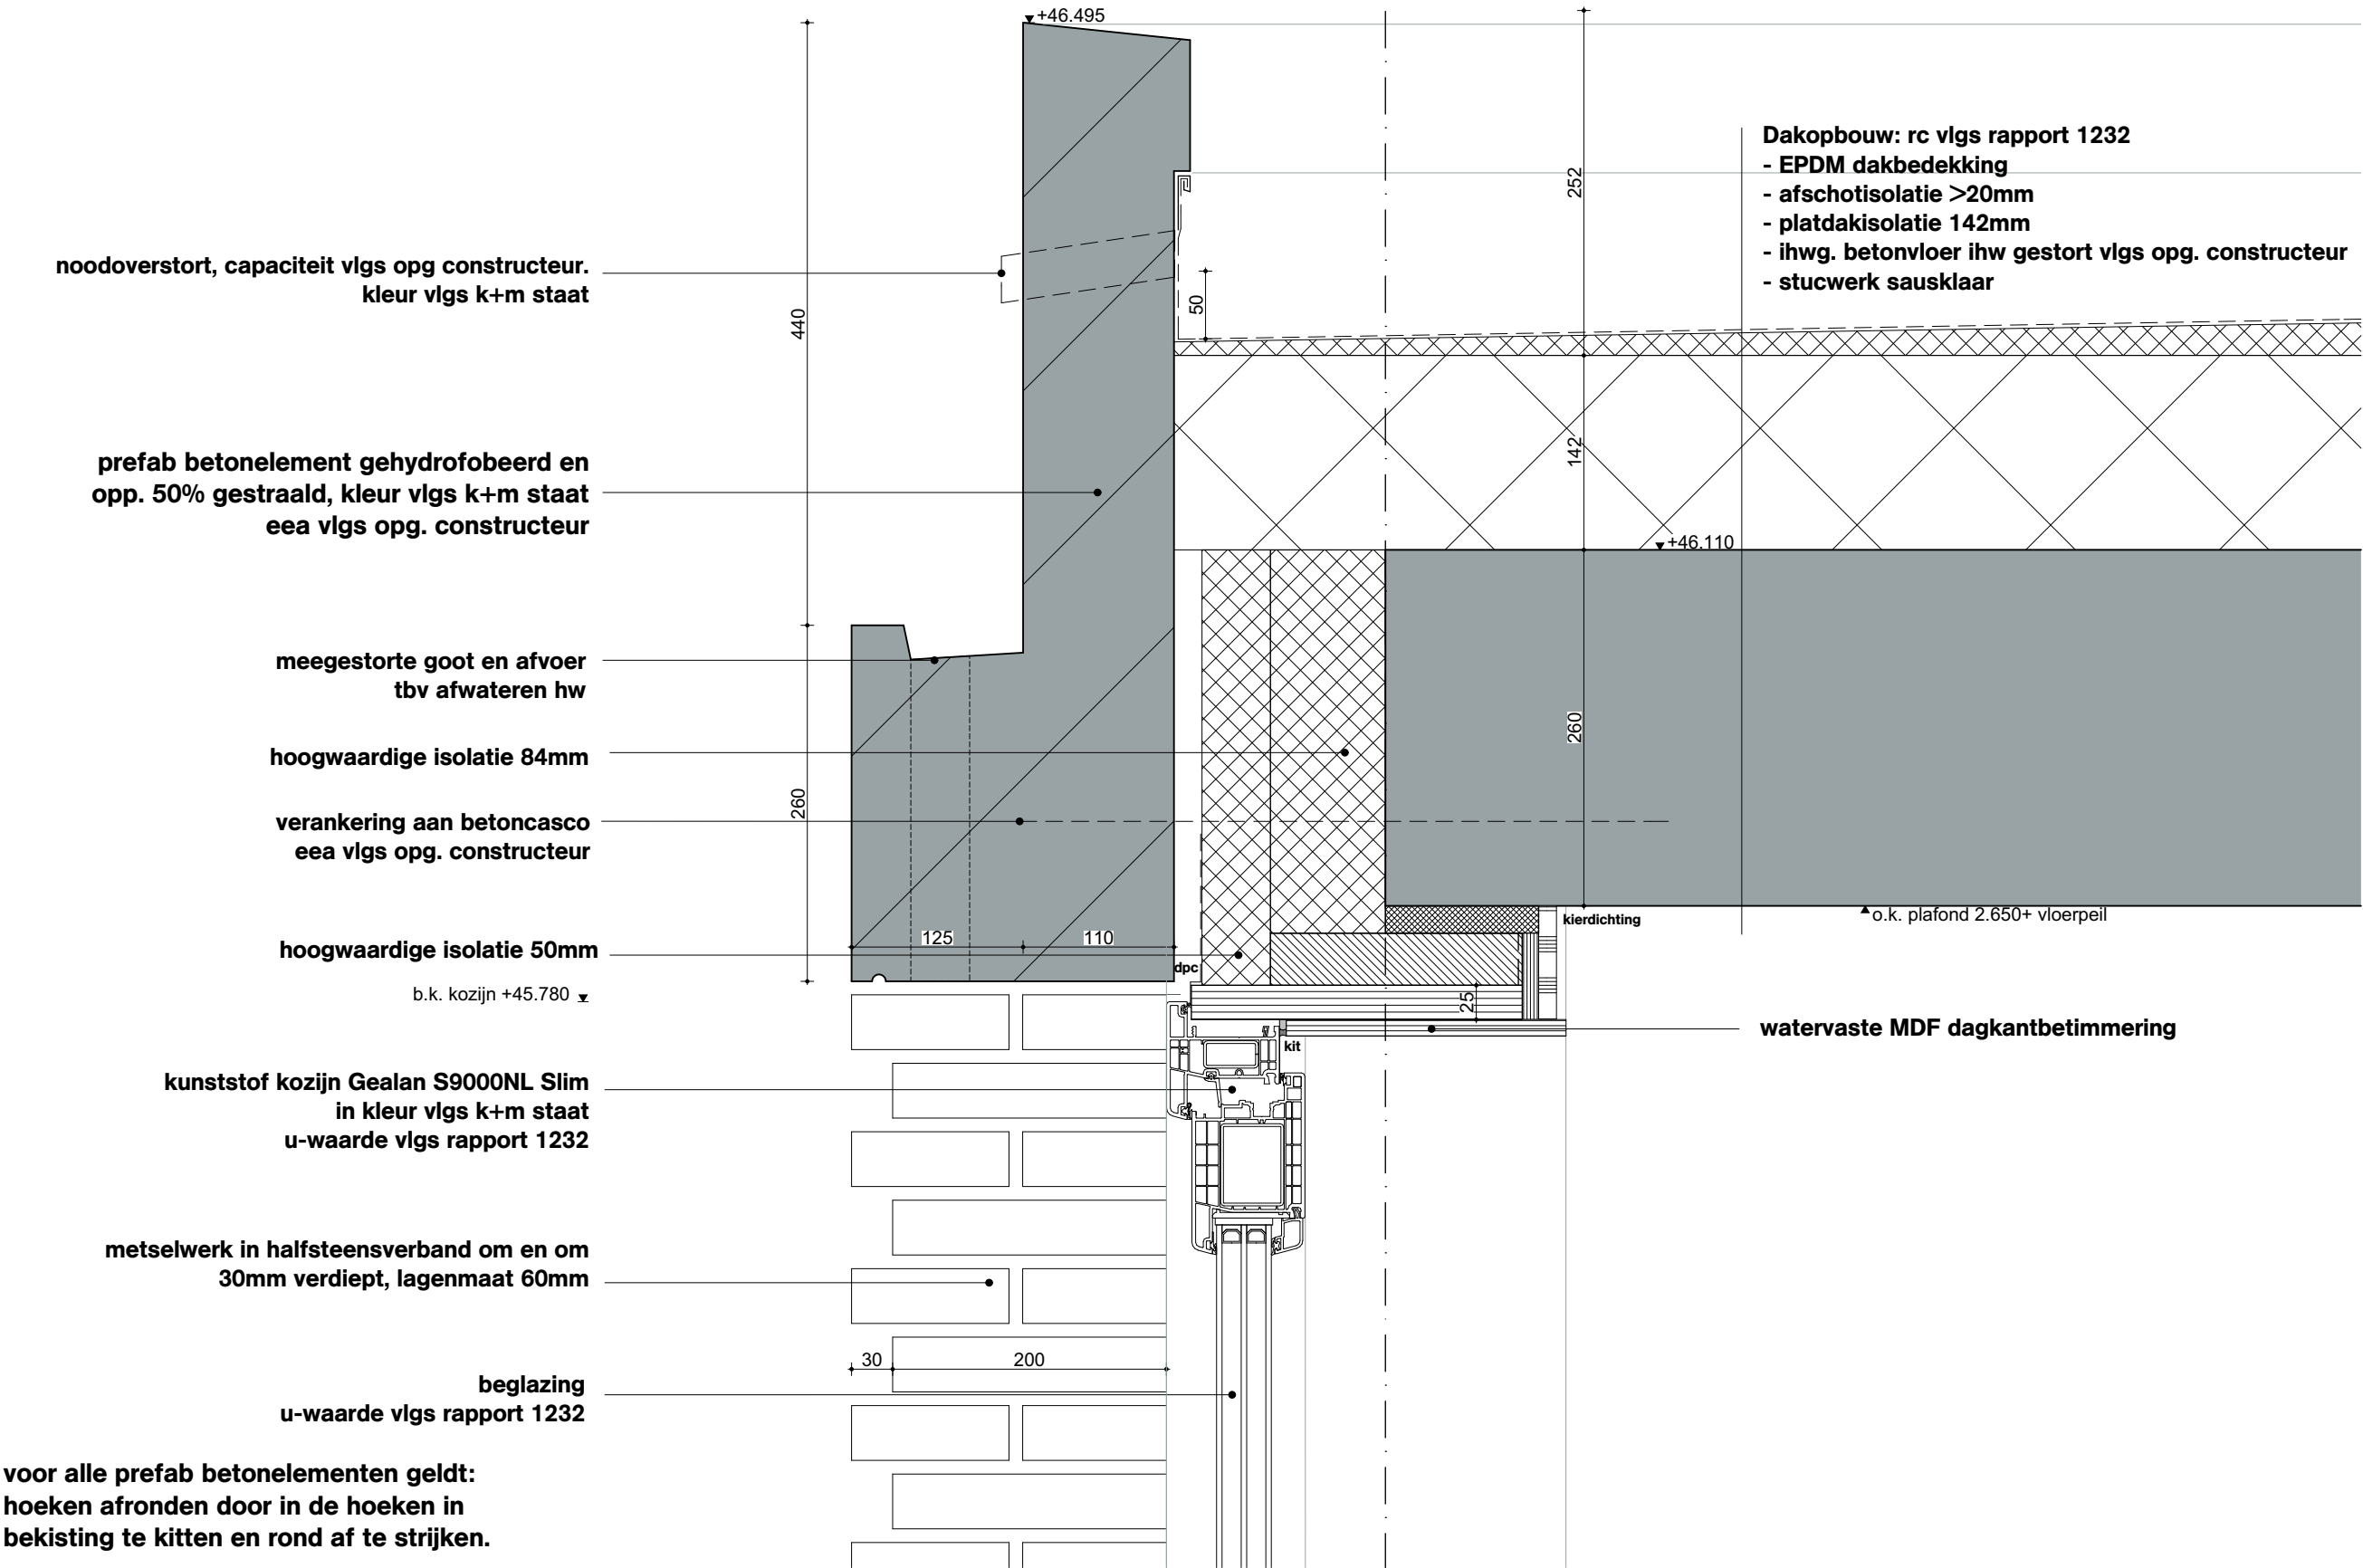 +46.495
Dakopbouw: rc vlgs rapport 1232
- EPDM dakbedekking
- afschotisolatie >20mm
- platdakisolatie 142mm
- ihwg. betonvloer ihw gestort vlgs opg. constructeur
- stucwerk sausklaar
252
noodoverstort, capaciteit vlgs opg constructeur.
kleur vlgs k+m staat
50
440
142
prefab betonelement gehydrofobeerd en
opp. 50% gestraald, kleur vlgs k+m staat
eea vlgs opg. constructeur
+46.110
meegestorte goot en afvoer
tbv afwateren hw
260
hoogwaardige isolatie 84mm
260
verankering aan betoncasco
eea vlgs opg. constructeur
kierdichting
o.k. plafond 2.650+ vloerpeil
125
110
hoogwaardige isolatie 50mm
dpc
b.k. kozijn +45.780
25
watervaste MDF dagkantbetimmering
kit
kunststof kozijn Gealan S9000NL Slim
in kleur vlgs k+m staat
u-waarde vlgs rapport 1232
metselwerk in halfsteensverband om en om
30mm verdiept, lagenmaat 60mm
30
200
beglazing
u-waarde vlgs rapport 1232
voor alle prefab betonelementen geldt:
hoeken afronden door in de hoeken in
bekisting te kitten en rond af te strijken.